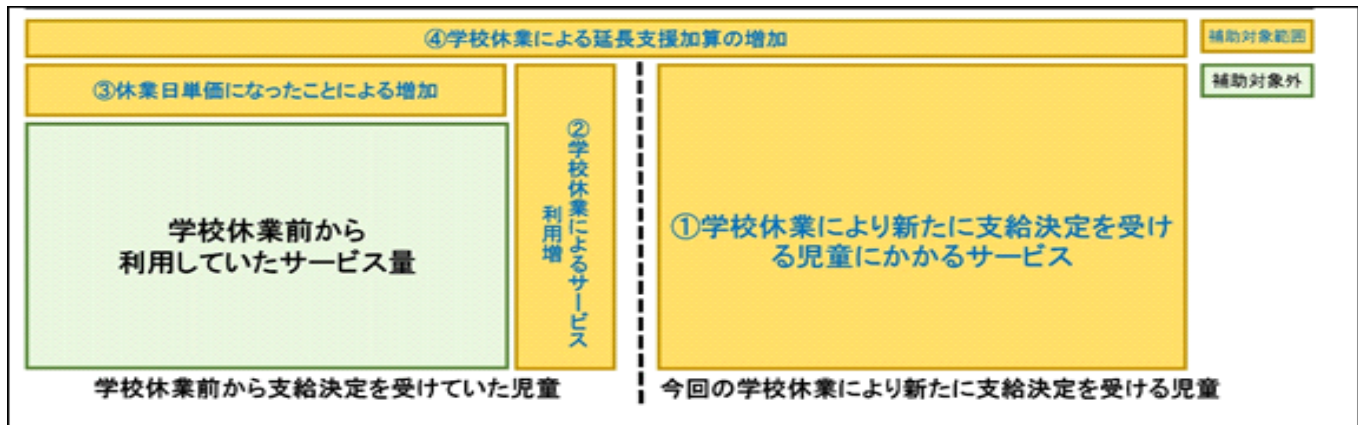 ④学校休業による延長支援加算の増加
補助対象範囲
③休業日単価になったことによる増加
補助対象外
②学校休業によるサービス
利用増
学校休業前から
利用していたサービス量
①学校休業により新たに支給決定を受け
る児童にかかるサービス
学校休業前から支給決定を受けていた児童
今回の学校休業により新たに支給決定を受ける児童